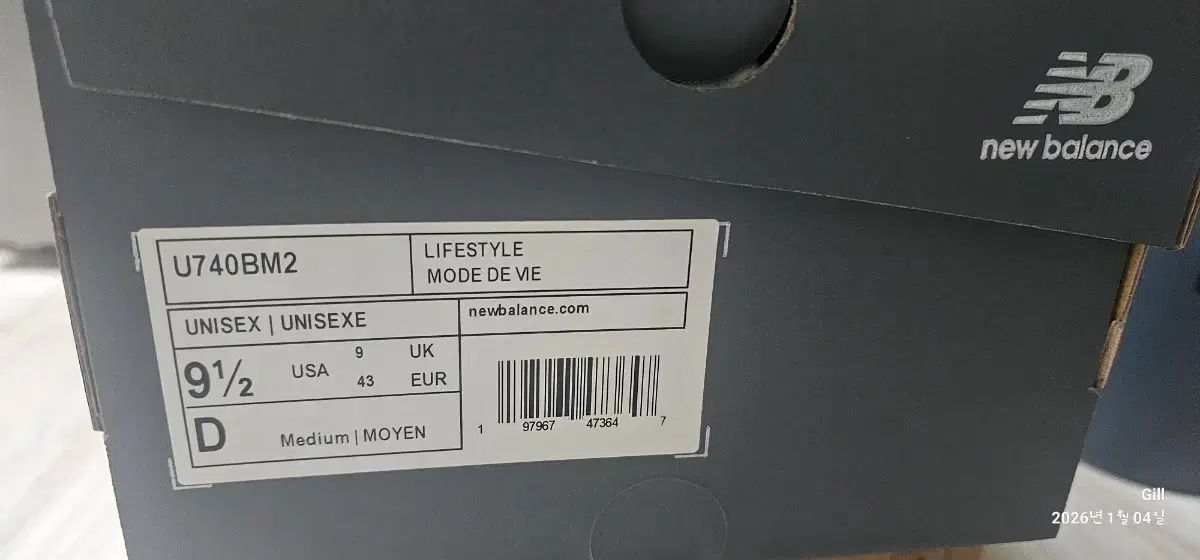 new balance
U740BM2
LIFESTYLE
MODE DE VIE
UNISEX | UNISEXE
newbalance.com
9½ USA 9 UK
43 EUR
D Medium | MOYEN
1 97967 47364 7
Gill
2026년 1월 04일